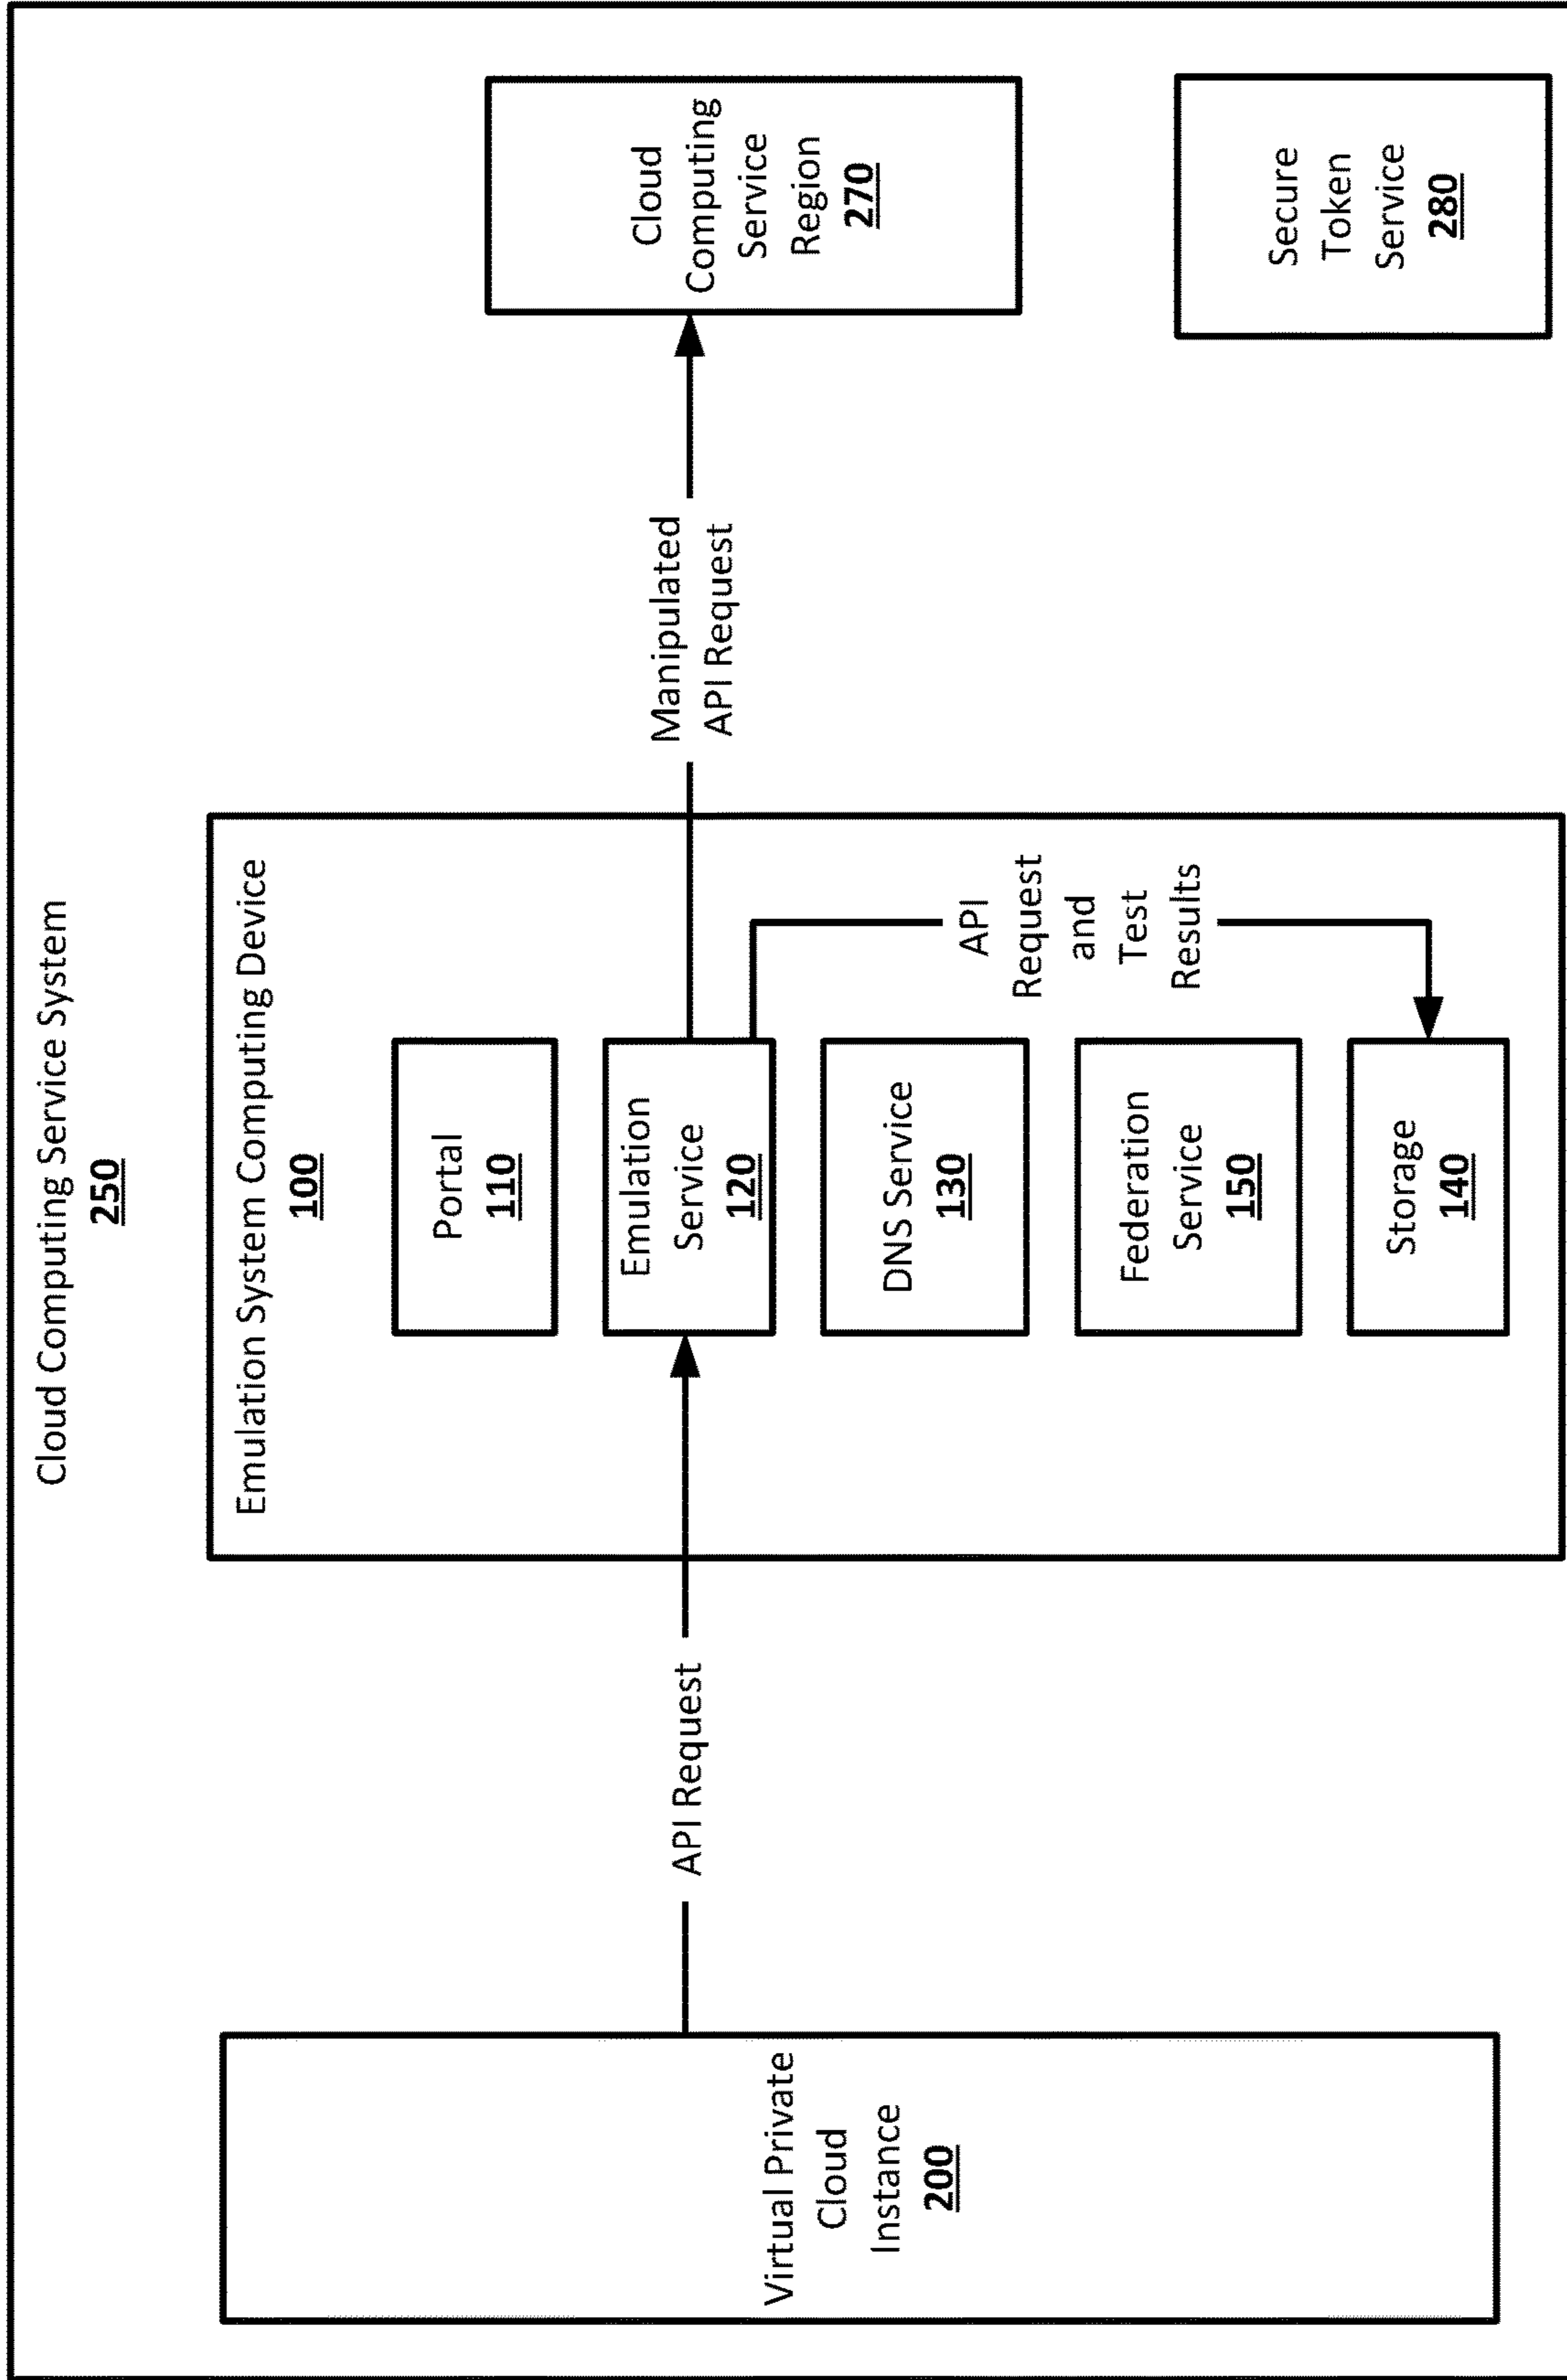 Cloud Computing Service System
250
Virtual Private
Cloud
Instance
200
API Request
Emulation System Computing Device
100
Portal
110
Emulation
Service
120
DNS Service
130
Federation
Service
150
Storage
140
API
Request
and
Test
Results
Manipulated
API Request
Cloud
Computing
Service
Region
270
Secure
Token
Service
280